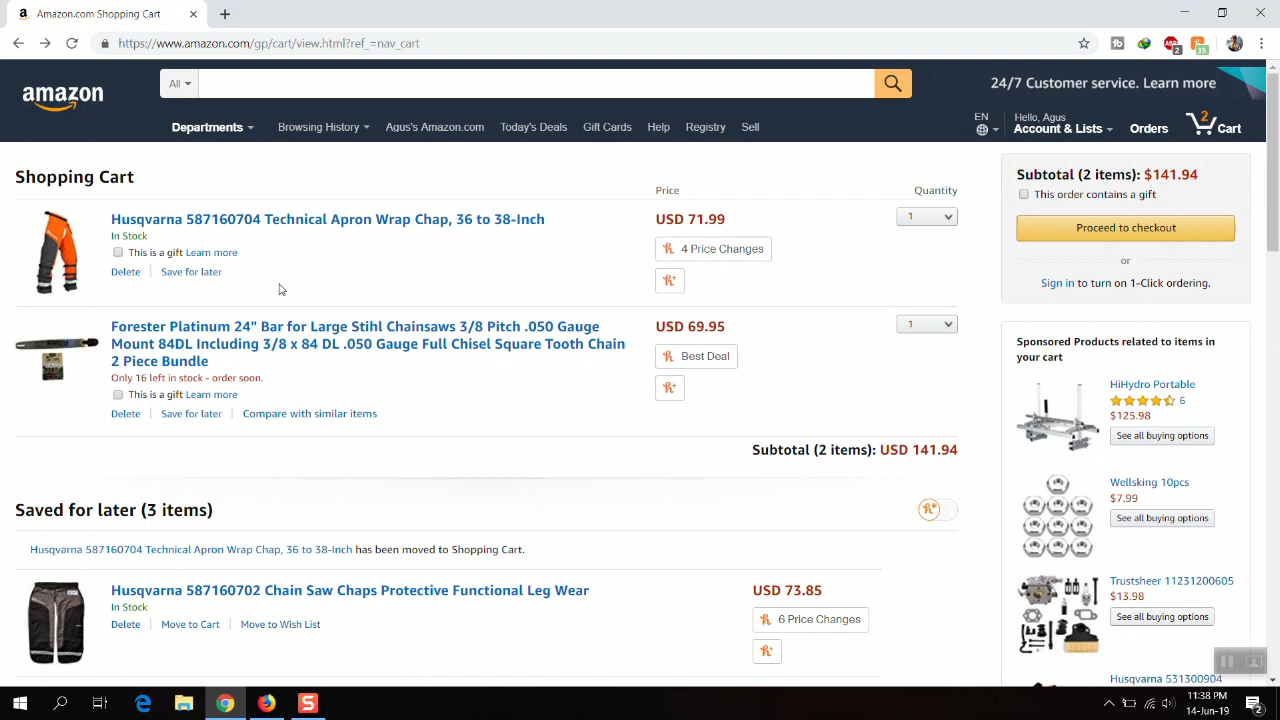 Amazon.com Shopping Cart
https://www.amazon.com/gp/cart/view.html?ref_=nav_cart
2
35
amazon
All
24/7 Customer service. Learn more
Departments
Browsing History
Agus's Amazon.com
Today's Deals
Gift Cards
Help
Registry
Sell
EN
Hello, Agus
Account & Lists
Orders
2
Cart
Shopping Cart
Price
Quantity
Husqvarna 587160704 Technical Apron Wrap Chap, 36 to 38-Inch
USD 71.99
1
In Stock
This is a gift Learn more
4 Price Changes
Delete
Save for later
Forester Platinum 24" Bar for Large Stihl Chainsaws 3/8 Pitch .050 Gauge
Mount 84DL Including 3/8 x 84 DL .050 Gauge Full Chisel Square Tooth Chain
2 Piece Bundle
USD 69.95
1
Best Deal
Only 16 left in stock - order soon.
This is a gift Learn more
Delete
Save for later
Compare with similar items
Subtotal (2 items): USD 141.94
Saved for later (3 items)
Husqvarna 587160704 Technical Apron Wrap Chap, 36 to 38-Inch has been moved to Shopping Cart.
Husqvarna 587160702 Chain Saw Chaps Protective Functional Leg Wear
USD 73.85
In Stock
6 Price Changes
Delete
Move to Cart
Move to Wish List
Subtotal (2 items): $141.94
This order contains a gift
Proceed to checkout
or
Sign in to turn on 1-Click ordering.
Sponsored Products related to items in
your cart
HiHydro Portable
6
$125.98
See all buying options
Wellsking 10pcs
$7.99
See all buying options
Trustsheer 11231200605
$13.98
See all buying options
Husqvarna 531300904
11:38 PM
14-Jun-19
2